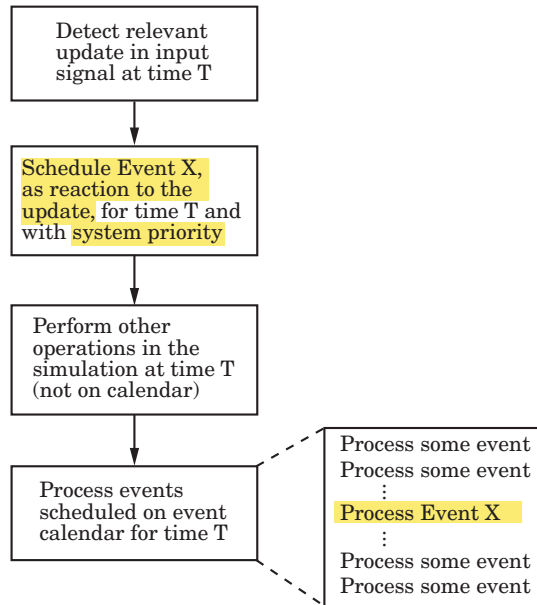 Detect relevant
update in input
signal at time T
Schedule Event X,
as reaction to the
update, for time T and
with system priority
Perform other
operations in the
simulation at time T
(not on calendar)
Process events
scheduled on event
calendar for time T
Process some event
Process some event
⋮
Process Event X
⋮
Process some event
Process some event